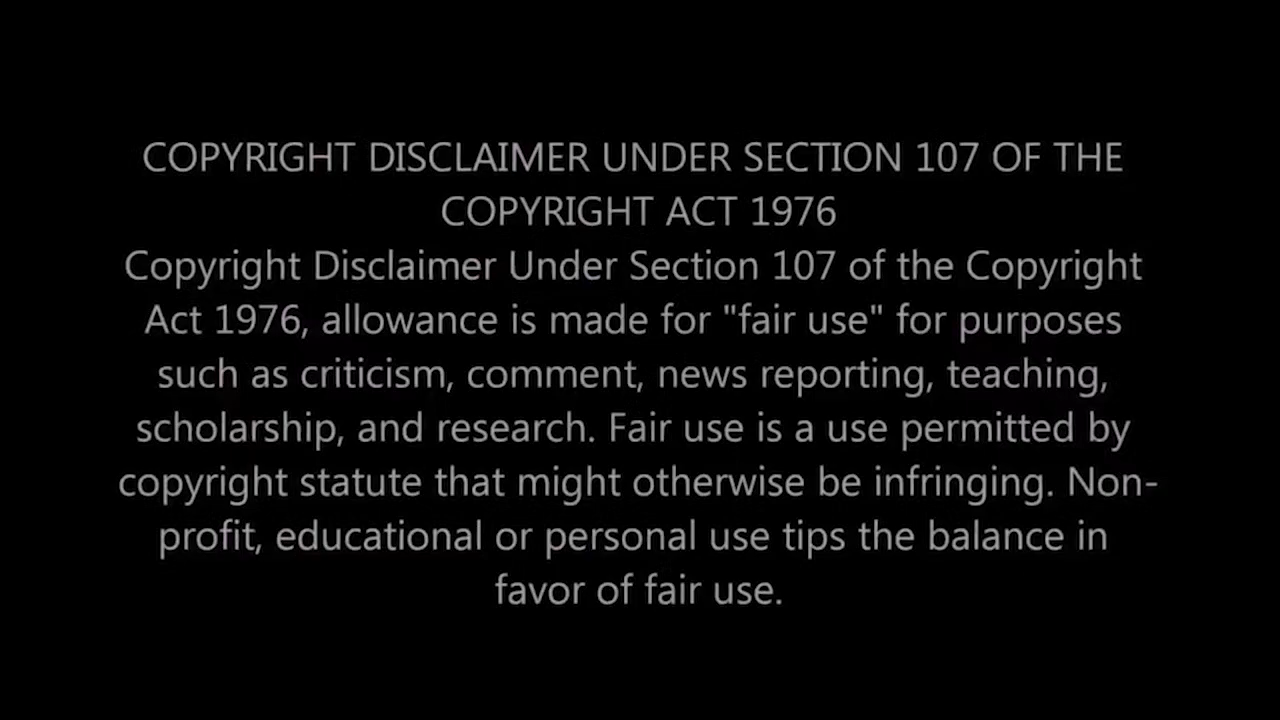 COPYRIGHT DISCLAIMER UNDER SECTION 107 OF THE
COPYRIGHT ACT 1976
Copyright Disclaimer Under Section 107 of the Copyright
Act 1976, allowance is made for "fair use" for purposes
such as criticism, comment, news reporting, teaching,
scholarship, and research. Fair use is a use permitted by
copyright statute that might otherwise be infringing. Non-
profit, educational or personal use tips the balance in
favor of fair use.